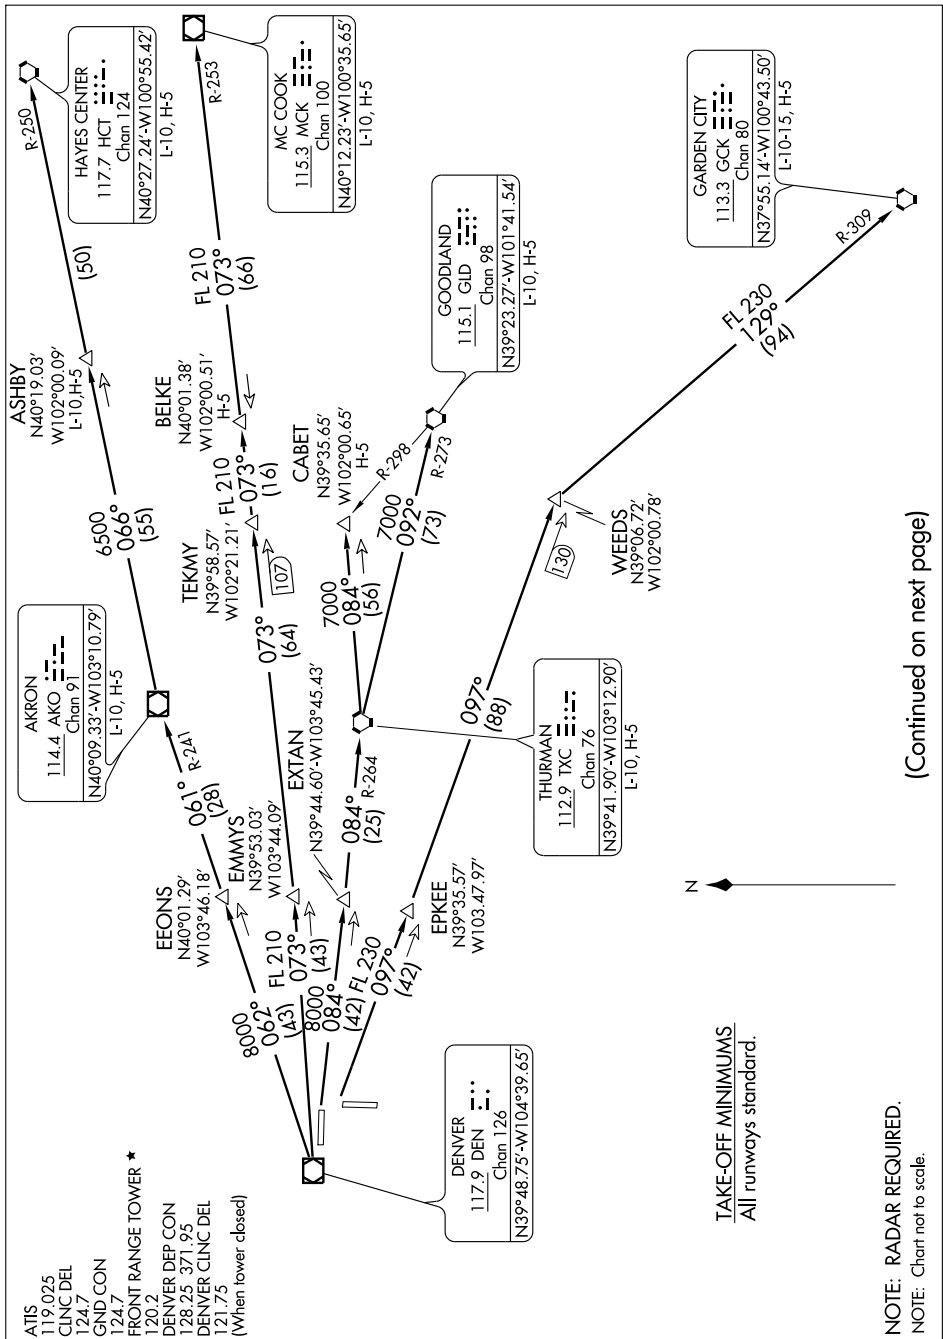 ATIS
119.025
CLNC DEL
124.7
GND CON
124.7
FRONT RANGE TOWER ★
120.2
DENVER DEP CON
128.25 371.95
DENVER CLNC DEL
121.75
(When tower closed)
DENVER
117.9 DEN
Chan 126
N39°48.75'-W104°39.65'
8000
062°
(43)
FL 210
073°
(43)
8000
084°
(42)
FL 230
097°
(42)
EEONS
N40°01.29'
W103°46.18'
EMMYS
N39°53.03'
W103°44.09'
EXTAN
N39°44.60'-W103°45.43'
EPKEE
N39°35.57'
W103.47.97'
061°
(28)
R-241
AKRON
114.4 AKO
Chan 91
N40°09.33'-W103°10.79'
L-10, H-5
073°
(64)
084°
(25)
R-264
THURMAN
112.9 TXC
Chan 76
N39°41.90'-W103°12.90'
L-10, H-5
097°
(88)
6500
066°
(55)
TEKMY
N39°58.57'
W102°21.21'
107
FL 210
073°
(16)
7000
084°
(56)
7000
092°
(73)
130
WEEDS
N39°06.72'
W102°00.78'
ASHBY
N40°19.03'
W102°00.09'
L-10,H-5
BELKE
N40°01.38'
W102°00.51'
H-5
CABET
N39°35.65'
W102°00.65'
H-5
R-298
R-273
GOODLAND
115.1 GLD
Chan 98
N39°23.27'-W101°41.54'
L-10, H-5
(50)
R-250
HAYES CENTER
117.7 HCT
Chan 124
N40°27.24'-W100°55.42'
L-10, H-5
FL 210
073°
(66)
R-253
MC COOK
115.3 MCK
Chan 100
N40°12.23'-W100°35.65'
L-10, H-5
FL 230
129°
(94)
R-309
GARDEN CITY
113.3 GCK
Chan 80
N37°55.14'-W100°43.50'
L-10-15, H-5
N
TAKE-OFF MINIMUMS
All runways standard.
NOTE: RADAR REQUIRED.
NOTE: Chart not to scale.
(Continued on next page)